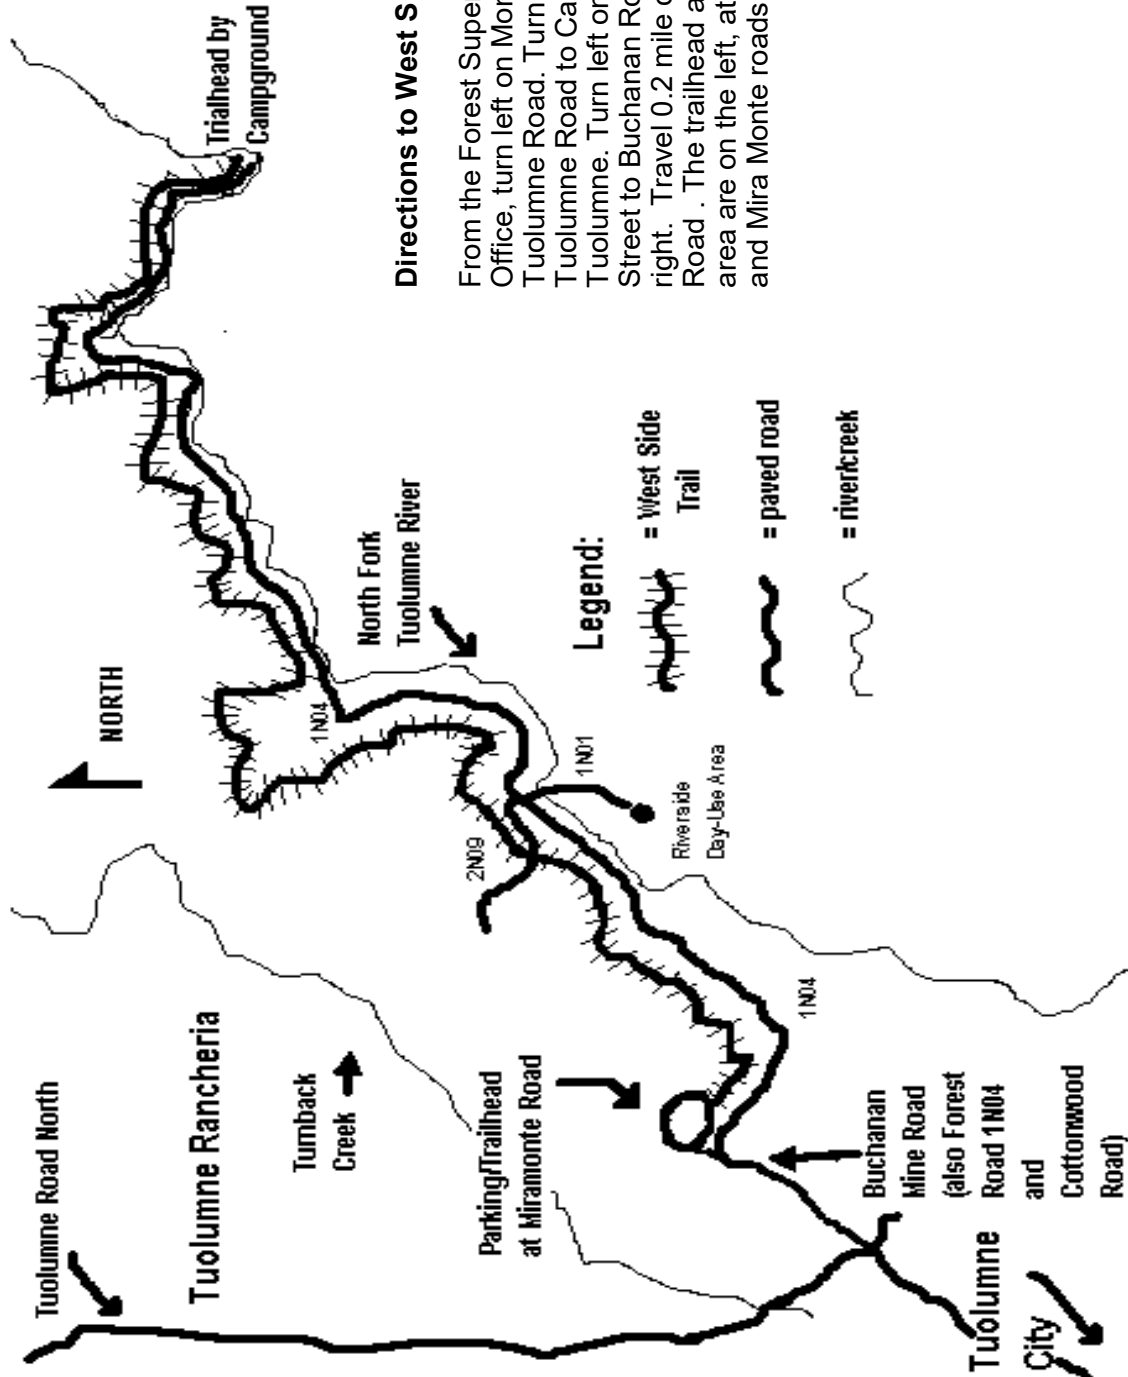 Tuolumne Road North
Tuolumne Rancheria
Turnback
Creek
NORTH
Trialhead by
Campground
Parking/Trailhead
at Miramonte Road
2N09
1N04
North Fork
Tuolumne River
1N01
Riverside
Day-Use Area
1N04
Buchanan
Mine Road
(also Forest
Road 1N04
and
Cottonwood
Road)
Tuolumne
City
Legend:
= West Side
Trail
= paved road
= river/creek
Directions to West S
From the Forest Supe
Office, turn left on Mon
Tuolumne Road. Turn
Tuolumne Road to Ca
Tuolumne. Turn left on
Street to Buchanan Ro
right. Travel 0.2 mile o
Road . The trailhead a
area are on the left, at
and Mira Monte roads